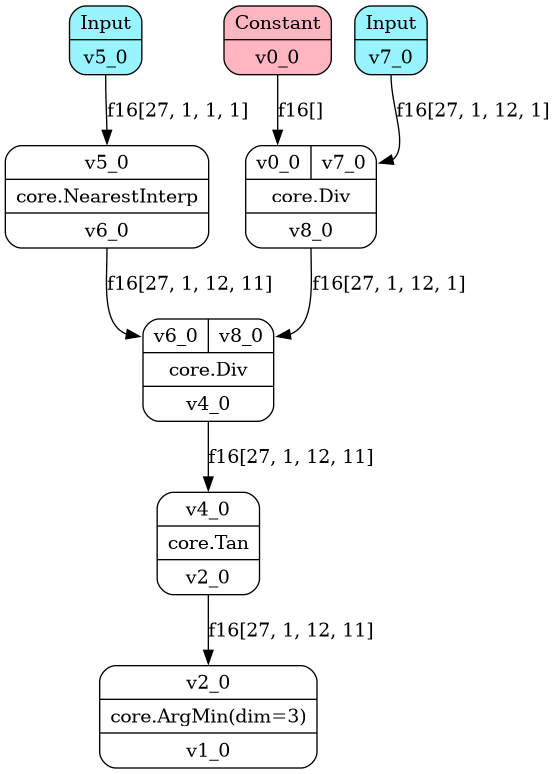 Input
v5_0
Constant
v0_0
Input
v7_0
f16[27, 1, 1, 1]
f16[]
f16[27, 1, 12, 1]
v5_0
core.NearestInterp
v6_0
v0_0 v7_0
core.Div
v8_0
f16[27, 1, 12, 11]
f16[27, 1, 12, 1]
v6_0 v8_0
core.Div
v4_0
f16[27, 1, 12, 11]
v4_0
core.Tan
v2_0
f16[27, 1, 12, 11]
v2_0
core.ArgMin(dim=3)
v1_0